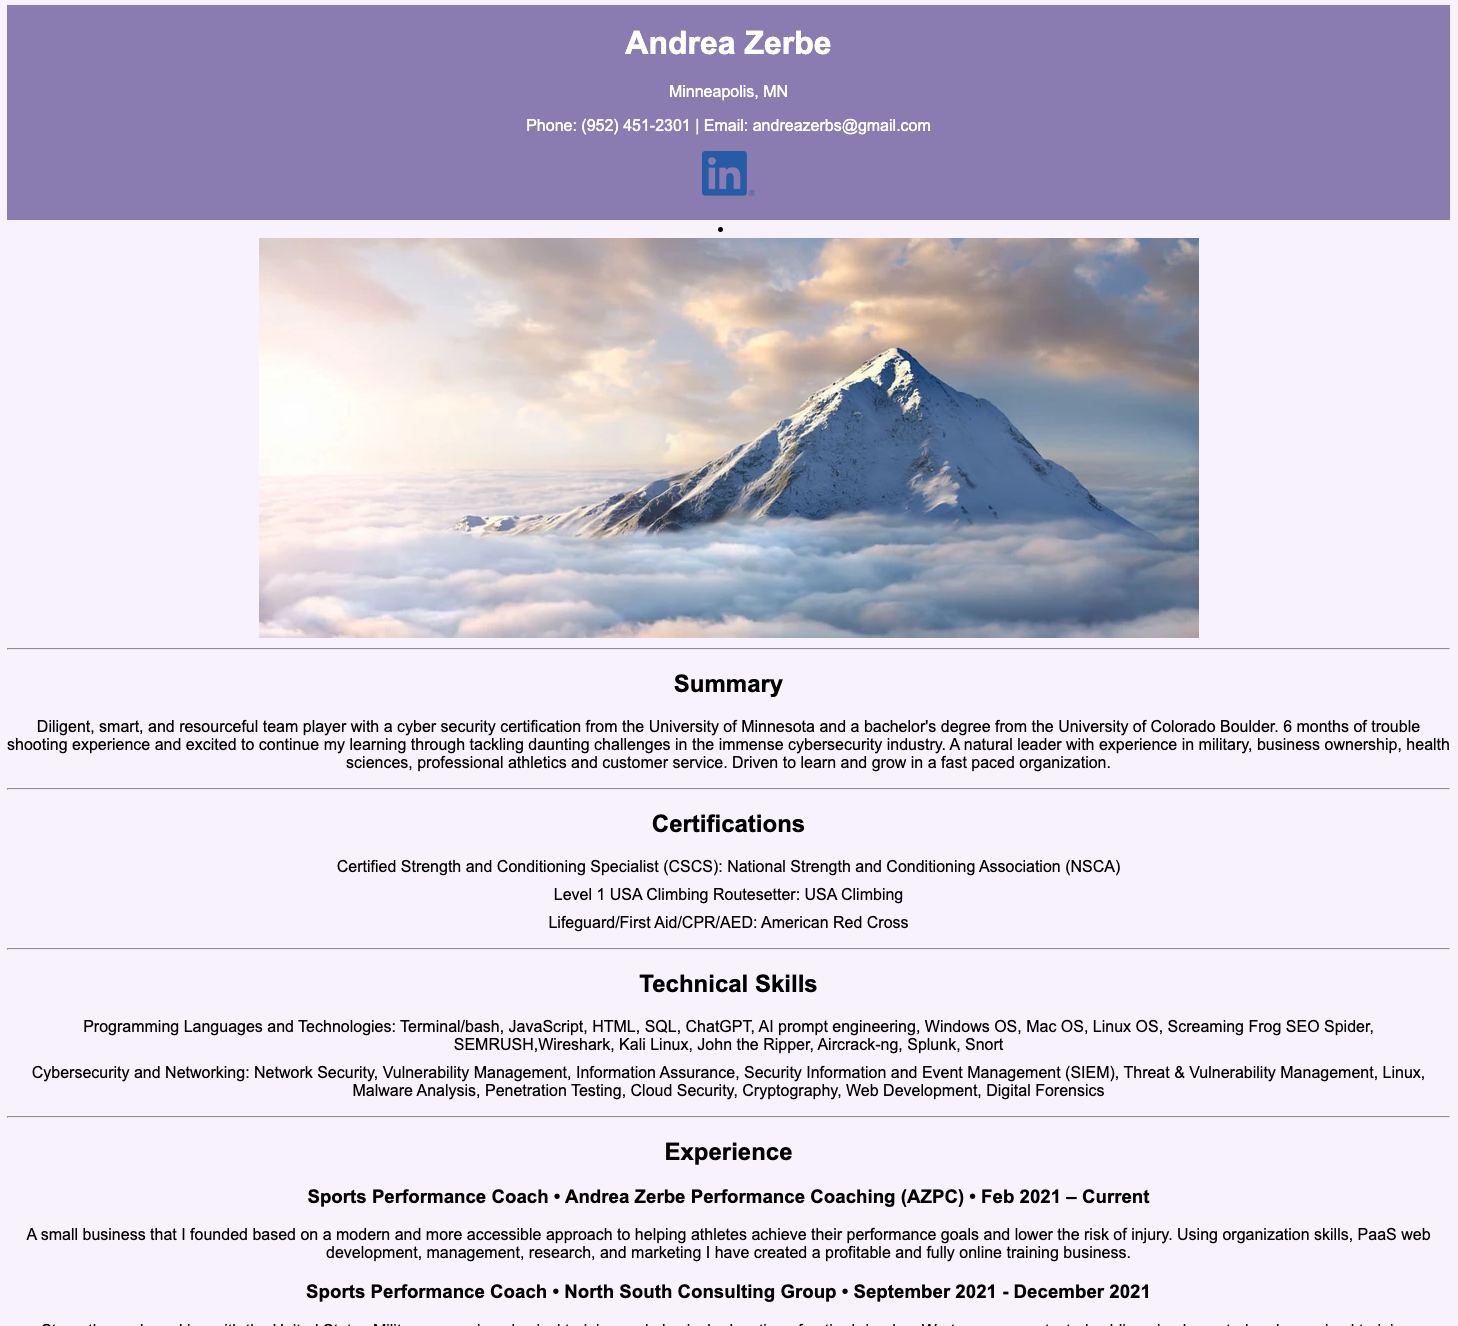 Andrea Zerbe
Minneapolis, MN
Phone: (952) 451-2301 | Email: andreazerbs@gmail.com
in
Summary
Diligent, smart, and resourceful team player with a cyber security certification from the University of Minnesota and a bachelor's degree from the University of Colorado Boulder. 6 months of trouble
shooting experience and excited to continue my learning through tackling daunting challenges in the immense cybersecurity industry. A natural leader with experience in military, business ownership, health
sciences, professional athletics and customer service. Driven to learn and grow in a fast paced organization.
Certifications
Certified Strength and Conditioning Specialist (CSCS): National Strength and Conditioning Association (NSCA)
Level 1 USA Climbing Routesetter: USA Climbing
Lifeguard/First Aid/CPR/AED: American Red Cross
Technical Skills
Programming Languages and Technologies: Terminal/bash, JavaScript, HTML, SQL, ChatGPT, AI prompt engineering, Windows OS, Mac OS, Linux OS, Screaming Frog SEO Spider,
SEMRUSH,Wireshark, Kali Linux, John the Ripper, Aircrack-ng, Splunk, Snort
Cybersecurity and Networking: Network Security, Vulnerability Management, Information Assurance, Security Information and Event Management (SIEM), Threat & Vulnerability Management, Linux,
Malware Analysis, Penetration Testing, Cloud Security, Cryptography, Web Development, Digital Forensics
Experience
Sports Performance Coach • Andrea Zerbe Performance Coaching (AZPC) • Feb 2021 – Current
A small business that I founded based on a modern and more accessible approach to helping athletes achieve their performance goals and lower the risk of injury. Using organization skills, PaaS web
development, management, research, and marketing I have created a profitable and fully online training business.
Sports Performance Coach • North South Consulting Group • September 2021 - December 2021